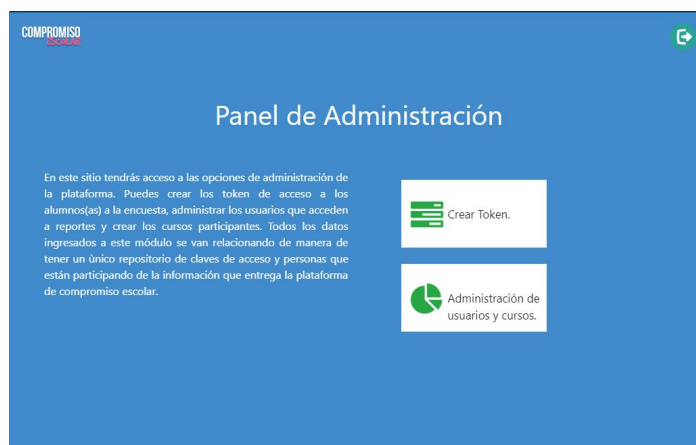 COMPROMISO
ESCOLAR
Panel de Administración
En este sitio tendrás acceso a las opciones de administración de
la plataforma. Puedes crear los token de acceso a los
alumnos(as) a la encuesta, administrar los usuarios que acceden
a reportes y crear los cursos participantes. Todos los datos
ingresados a este módulo se van relacionando de manera de
tener un ùnico repositorio de claves de acceso y personas que
están participando de la información que entrega la plataforma
de compromiso escolar.
Crear Token.
Administración de
usuarios y cursos.